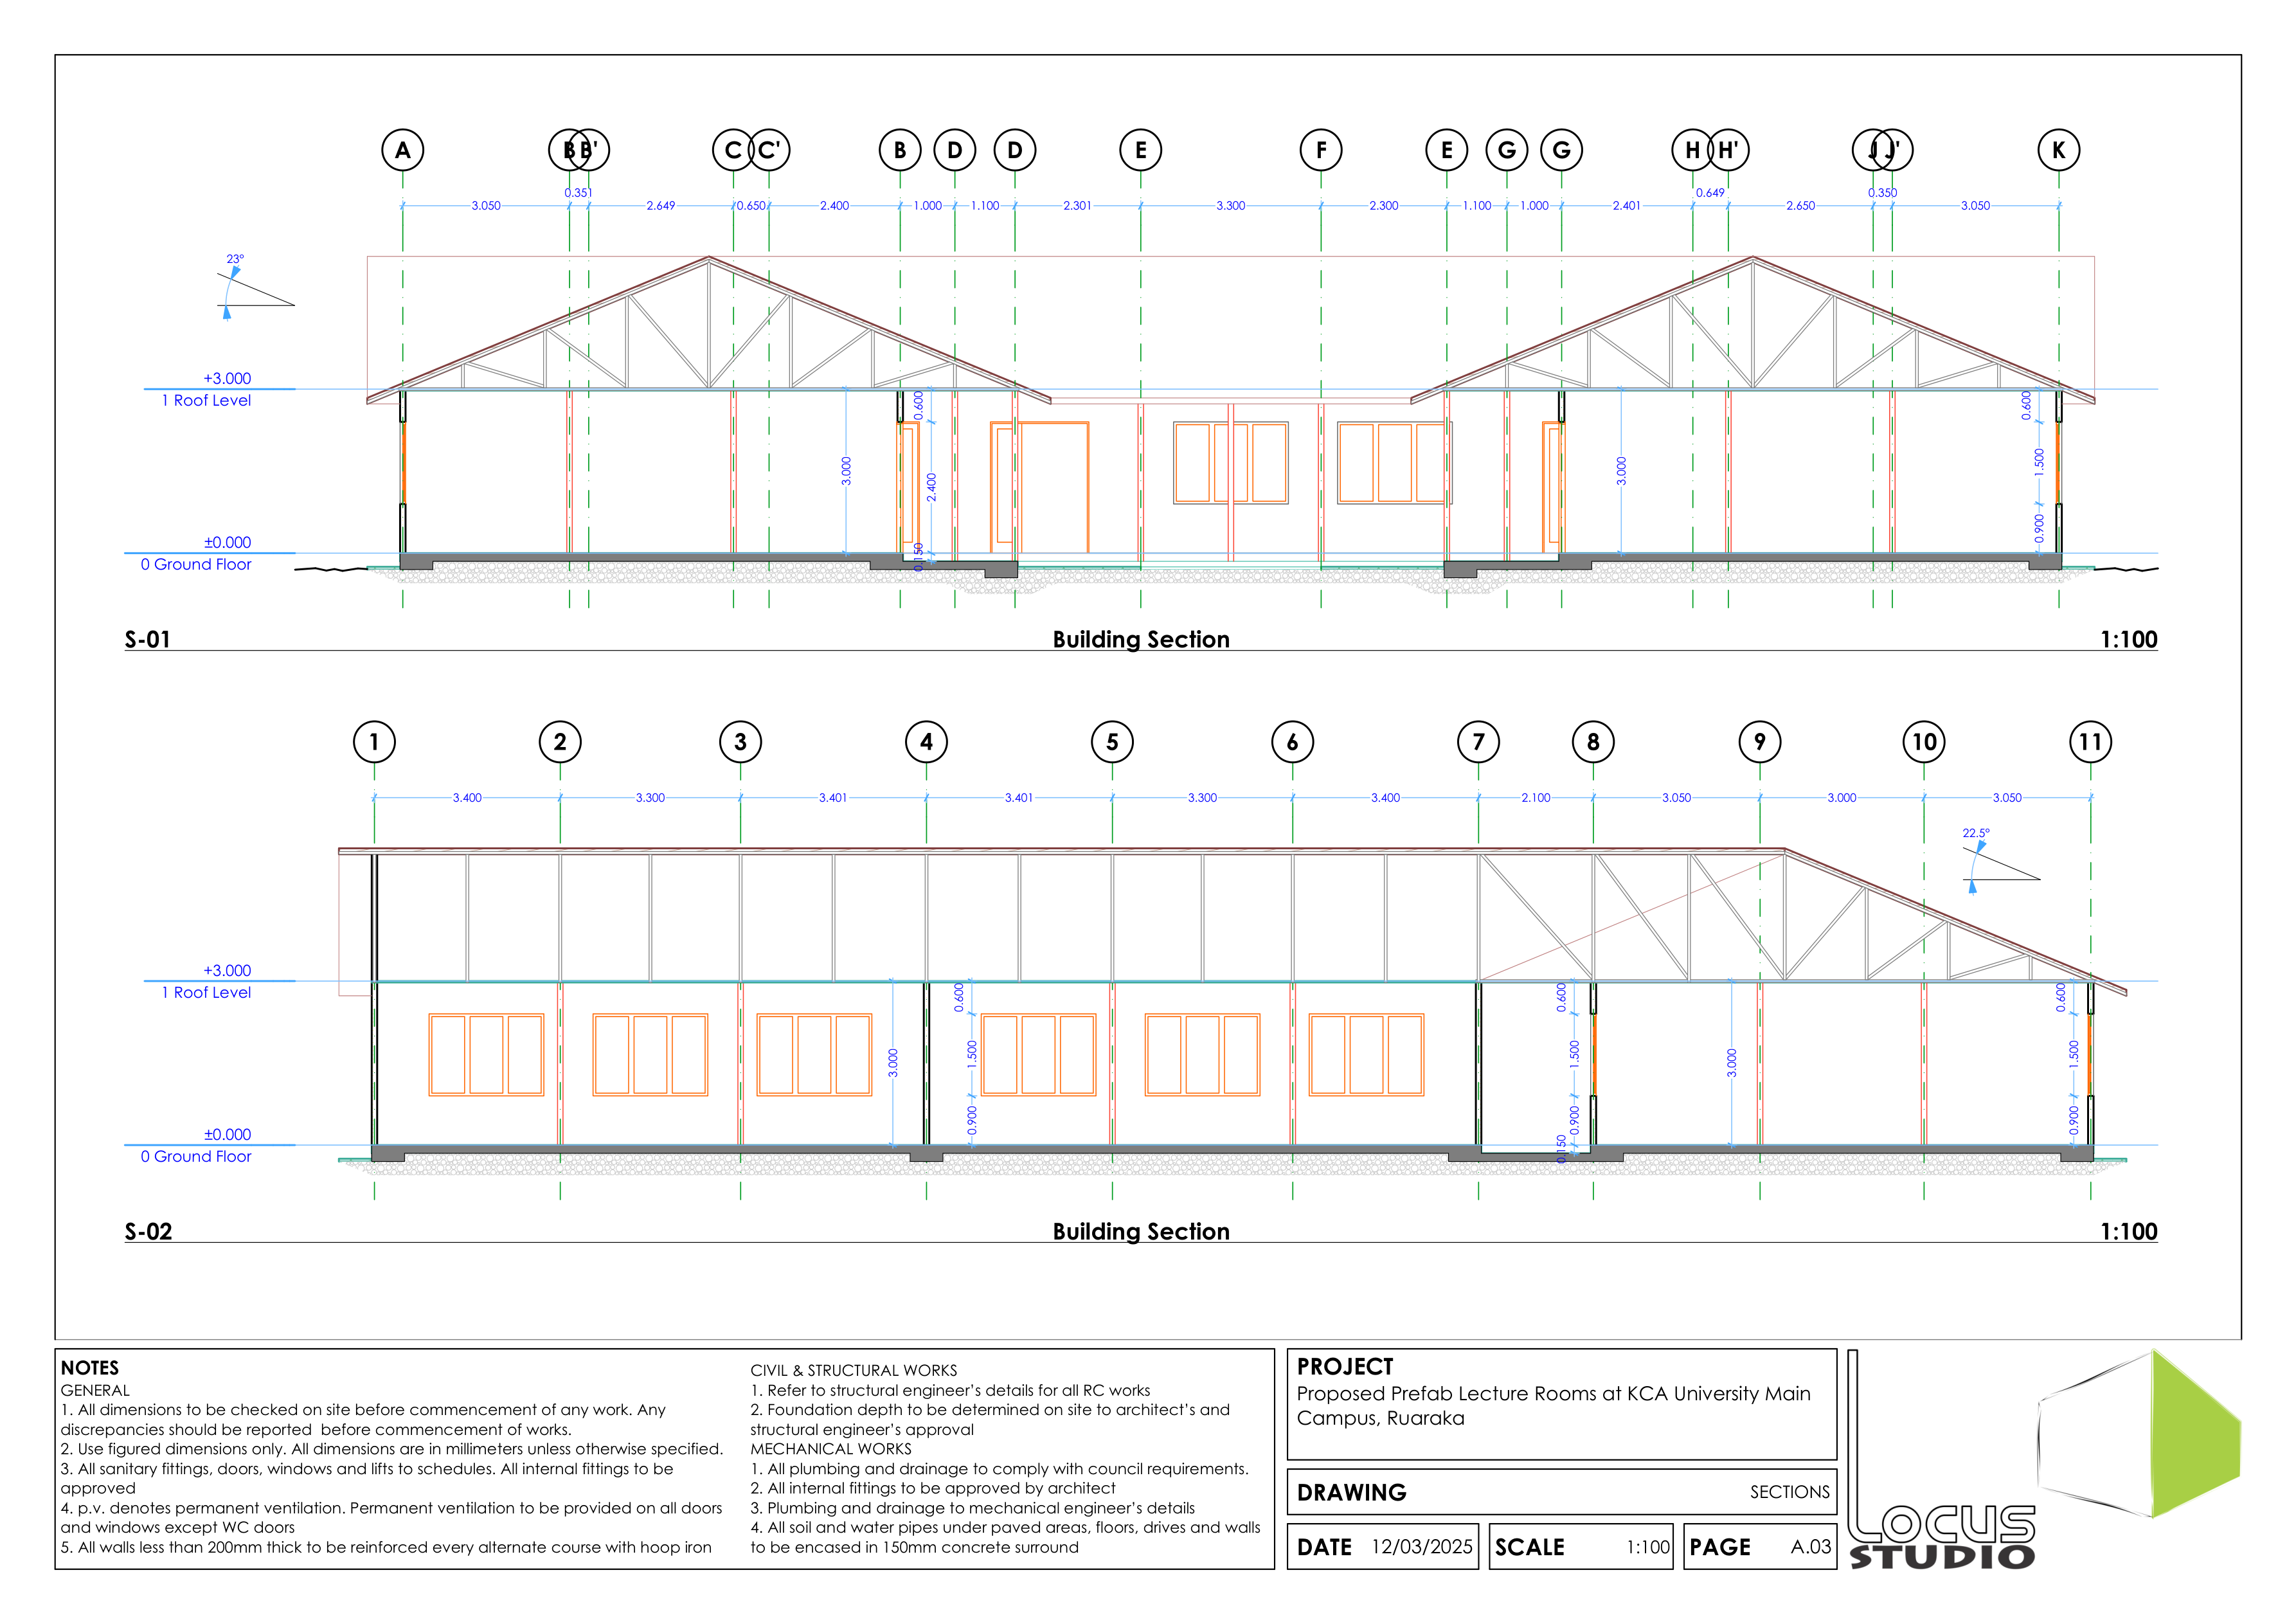 A B B' C C' B D D E F E G G H H' J J' K
0.351 0.649 0.350
3.050 2.649 0.650 2.400 1.000 1.100 2.301 3.300 2.300 1.100 1.000 2.401 2.650 3.050
23°
+3.000
1 Roof Level
0.600 0.600
3.000 2.400 3.000 1.500
0.900
±0.000
0.150
0 Ground Floor
S-01 Building Section 1:100
1 2 3 4 5 6 7 8 9 10 11
3.400 3.300 3.401 3.401 3.300 3.400 2.100 3.050 3.000 3.050
22.5°
+3.000
1 Roof Level
0.600 0.600 0.600
3.000 1.500 1.500 3.000 1.500
0.900 0.900 0.900
±0.000
0.150
0 Ground Floor
S-02 Building Section 1:100
NOTES
GENERAL
1. All dimensions to be checked on site before commencement of any work. Any
discrepancies should be reported before commencement of works.
2. Use figured dimensions only. All dimensions are in millimeters unless otherwise specified.
3. All sanitary fittings, doors, windows and lifts to schedules. All internal fittings to be
approved
4. p.v. denotes permanent ventilation. Permanent ventilation to be provided on all doors
and windows except WC doors
5. All walls less than 200mm thick to be reinforced every alternate course with hoop iron
CIVIL & STRUCTURAL WORKS
1. Refer to structural engineer’s details for all RC works
2. Foundation depth to be determined on site to architect’s and
structural engineer’s approval
MECHANICAL WORKS
1. All plumbing and drainage to comply with council requirements.
2. All internal fittings to be approved by architect
3. Plumbing and drainage to mechanical engineer’s details
4. All soil and water pipes under paved areas, floors, drives and walls
to be encased in 150mm concrete surround
PROJECT
Proposed Prefab Lecture Rooms at KCA University Main
Campus, Ruaraka
DRAWING SECTIONS
DATE 12/03/2025 SCALE 1:100 PAGE A.03
LOCUS
STUDIO